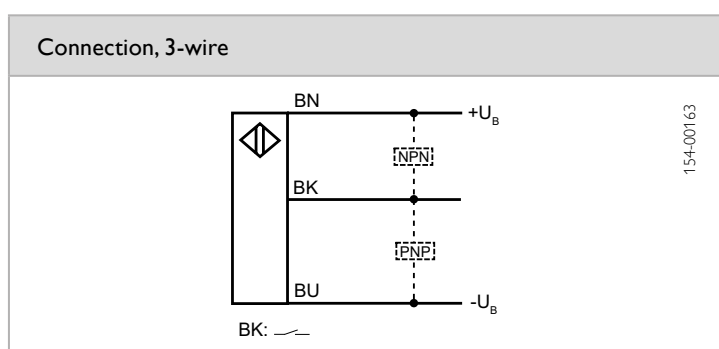 Connection, 3-wire
BN
+U_B
NPN
BK
PNP
BU
-U_B
BK:
154-00163